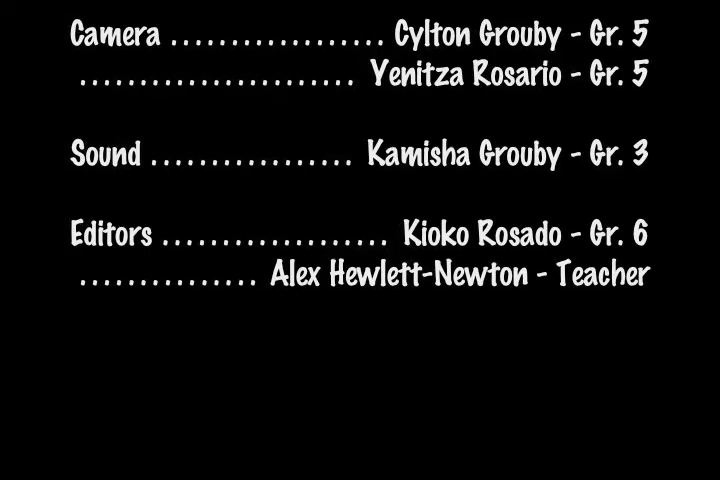 Camera .................. Cylton Grouby - Gr. 5
....................... Yenitza Rosario - Gr. 5
Sound ................. Kamisha Grouby - Gr. 3
Editors ................... Kioko Rosado - Gr. 6
............... Alex Hewlett-Newton - Teacher